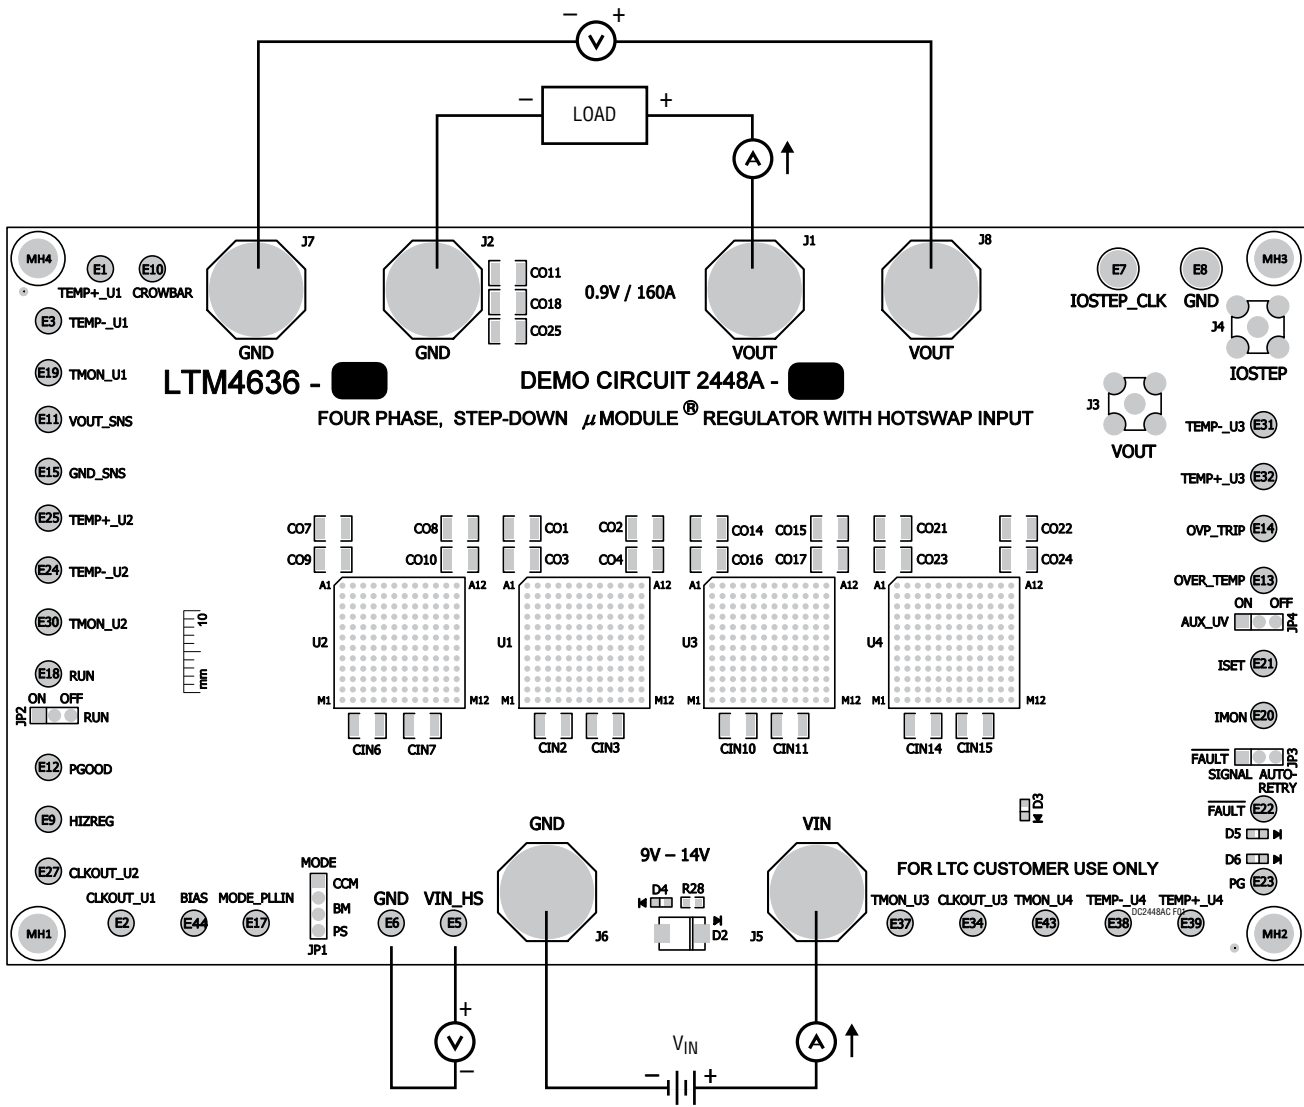 − +
V
− LOAD +
A
J7 J2 J1 J8
MH4 E1 E10 MH3
TEMP+_U1 CROWBAR
CO11
CO18
CO25
0.9V / 160A
E7 E8
IOSTEP_CLK GND
E3 TEMP-_U1
J4
IOSTEP
GND GND VOUT VOUT
E19 TMON_U1
LTM4636 - DEMO CIRCUIT 2448A -
J3
VOUT
E11 VOUT_SNS
FOUR PHASE, STEP-DOWN µMODULE® REGULATOR WITH HOTSWAP INPUT
TEMP-_U3 E31
E15 GND_SNS
TEMP+_U3 E32
E25 TEMP+_U2
CO7 CO8 CO1 CO2 CO14 CO15 CO21 CO22
OVP_TRIP E14
CO9 CO10 CO3 CO4 CO16 CO17 CO23 CO24
E24 TEMP-_U2
A1 A12 A1 A12 A1 A12 A1 A12
OVER_TEMP E13
ON OFF
AUX_UV JP4
E30 TMON_U2
10
mm
U2 U1 U3 U4
ISET E21
E18 RUN
ON OFF
JP2 RUN
M1 M12 M1 M12 M1 M12 M1 M12
IMON E20
CIN6 CIN7 CIN2 CIN3 CIN10 CIN11 CIN14 CIN15
FAULT JP3
SIGNAL AUTO-
RETRY
E12 PGOOD
FAULT E22
D3
E9 HIZREG
GND VIN
D5
9V – 14V
D6
E27 CLKOUT_U2
MODE
CCM
BM
PS
JP1
FOR LTC CUSTOMER USE ONLY
PG E23
CLKOUT_U1 BIAS MODE_PLLIN GND VIN_HS
E2 E44 E17 E6 E5
D4 R28
D2
J6 J5
TMON_U3 CLKOUT_U3 TMON_U4 TEMP-_U4 TEMP+_U4
DC2448AC F01
E37 E34 E43 E38 E39
MH1 MH2
+
V
−
VIN
− +
A